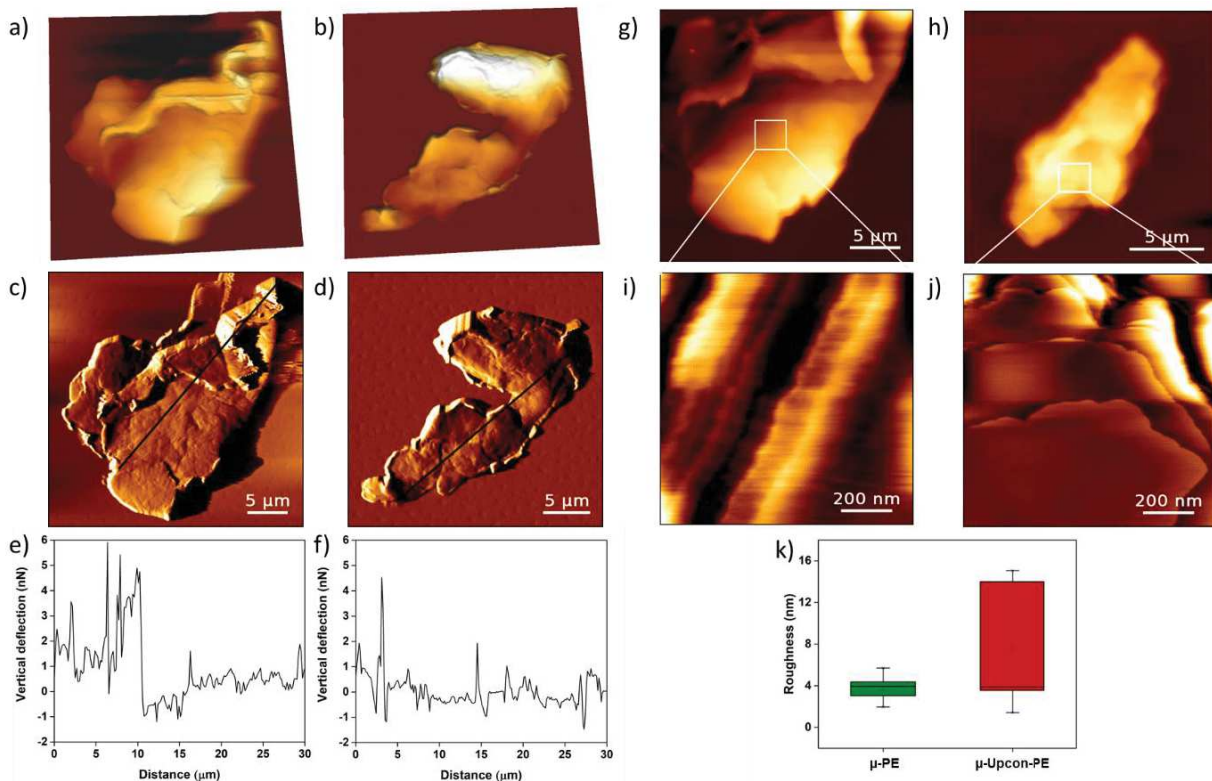 a)
b)
g)
h)
5 µm
5 µm
c)
d)
i)
j)
5 µm
5 µm
200 nm
200 nm
e)
f)
k)
Vertical deflection (nN)
6
5
4
3
2
1
0
-1
-2
0 5 10 15 20 25 30
Distance (µm)
Vertical deflection (nN)
6
5
4
3
2
1
0
-1
-2
0 5 10 15 20 25 30
Distance (µm)
Roughness (nm)
16
12
8
4
0
µ-PE
µ-Upcon-PE